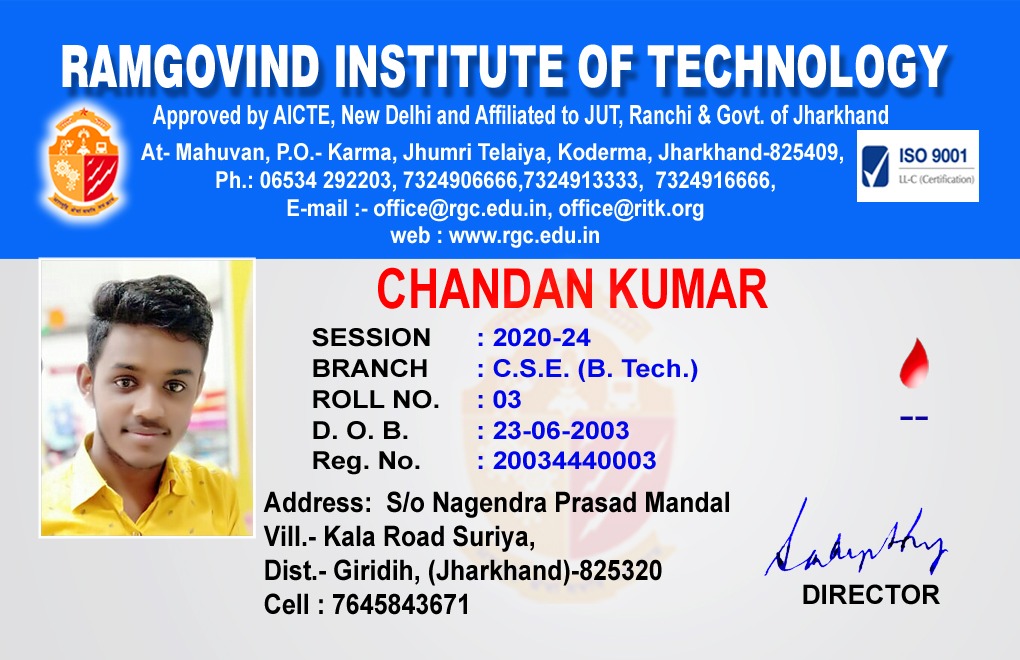 RAMGOVIND INSTITUTE OF TECHNOLOGY
Approved by AICTE, New Delhi and Affiliated to JUT, Ranchi & Govt. of Jharkhand
At- Mahuvan, P.O.- Karma, Jhumri Telaiya, Koderma, Jharkhand-825409,
Ph.: 06534 292203, 7324906666,7324913333, 7324916666,
E-mail :- office@rgc.edu.in, office@ritk.org
web : www.rgc.edu.in
ISO 9001
LL-C (Certification)
CHANDAN KUMAR
SESSION : 2020-24
BRANCH : C.S.E. (B. Tech.)
ROLL NO. : 03
D. O. B. : 23-06-2003
Reg. No. : 20034440003
--
Address: S/o Nagendra Prasad Mandal
Vill.- Kala Road Suriya,
Dist.- Giridih, (Jharkhand)-825320
Cell : 7645843671
DIRECTOR